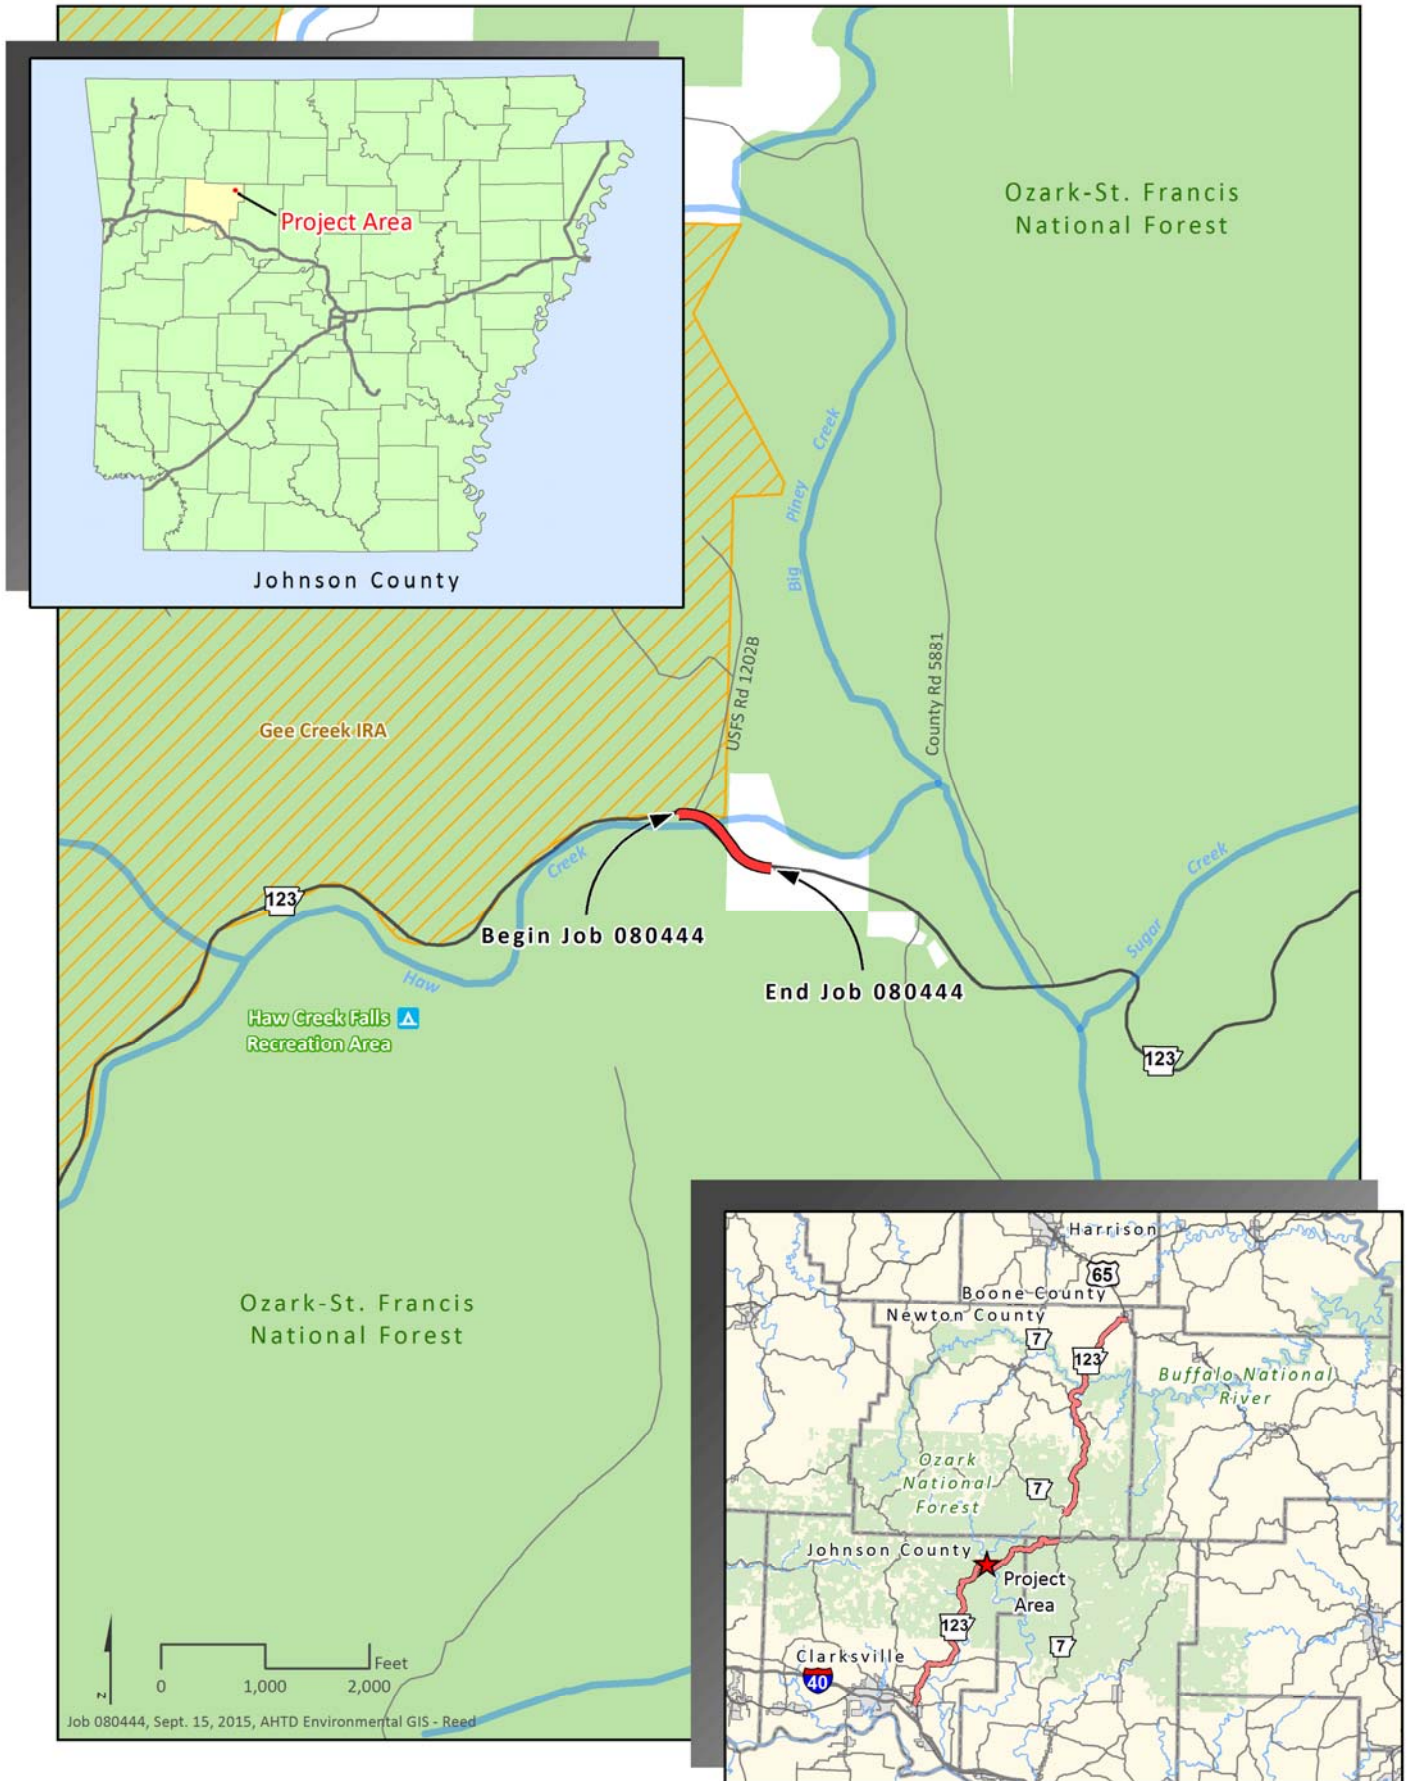 Project Area
Johnson County
Ozark-St. Francis
National Forest
Big Piney Creek
USFS Rd 1202B
County Rd 5881
Gee Creek IRA
123
Haw Creek
Begin Job 080444
End Job 080444
Sugar Creek
123
Haw Creek Falls
Recreation Area
Ozark-St. Francis
National Forest
N
Feet
0 1,000 2,000
Job 080444, Sept. 15, 2015, AHTD Environmental GIS - Reed
Harrison
65
Boone County
Newton County
7
123
Buffalo National
River
Ozark
National
Forest
7
Johnson County
Project
Area
123
7
Clarksville
40